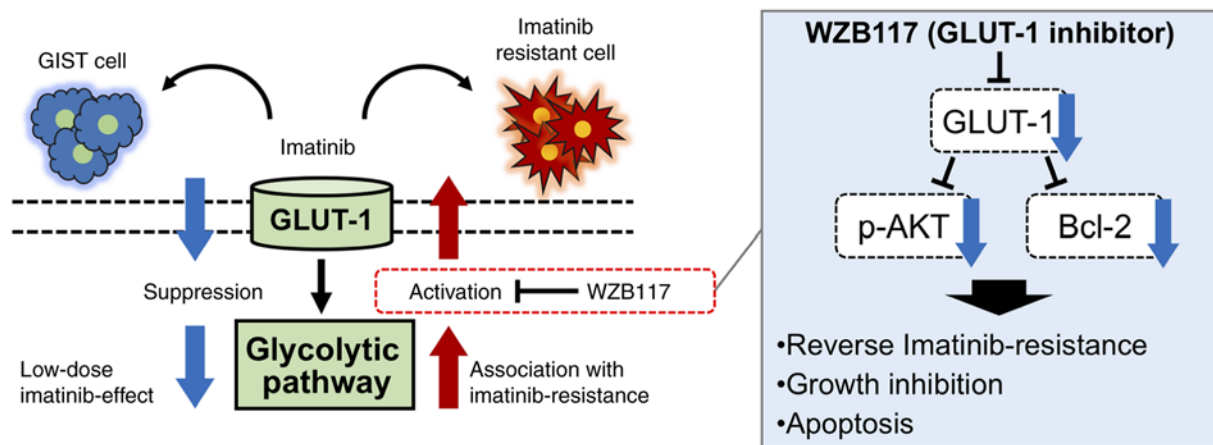 GIST cell
Imatinib
resistant cell
Imatinib
GLUT-1
Suppression
Activation
WZB117
Glycolytic
pathway
Low-dose
imatinib-effect
Association with
imatinib-resistance
WZB117 (GLUT-1 inhibitor)
GLUT-1
p-AKT
Bcl-2
•Reverse Imatinib-resistance
•Growth inhibition
•Apoptosis